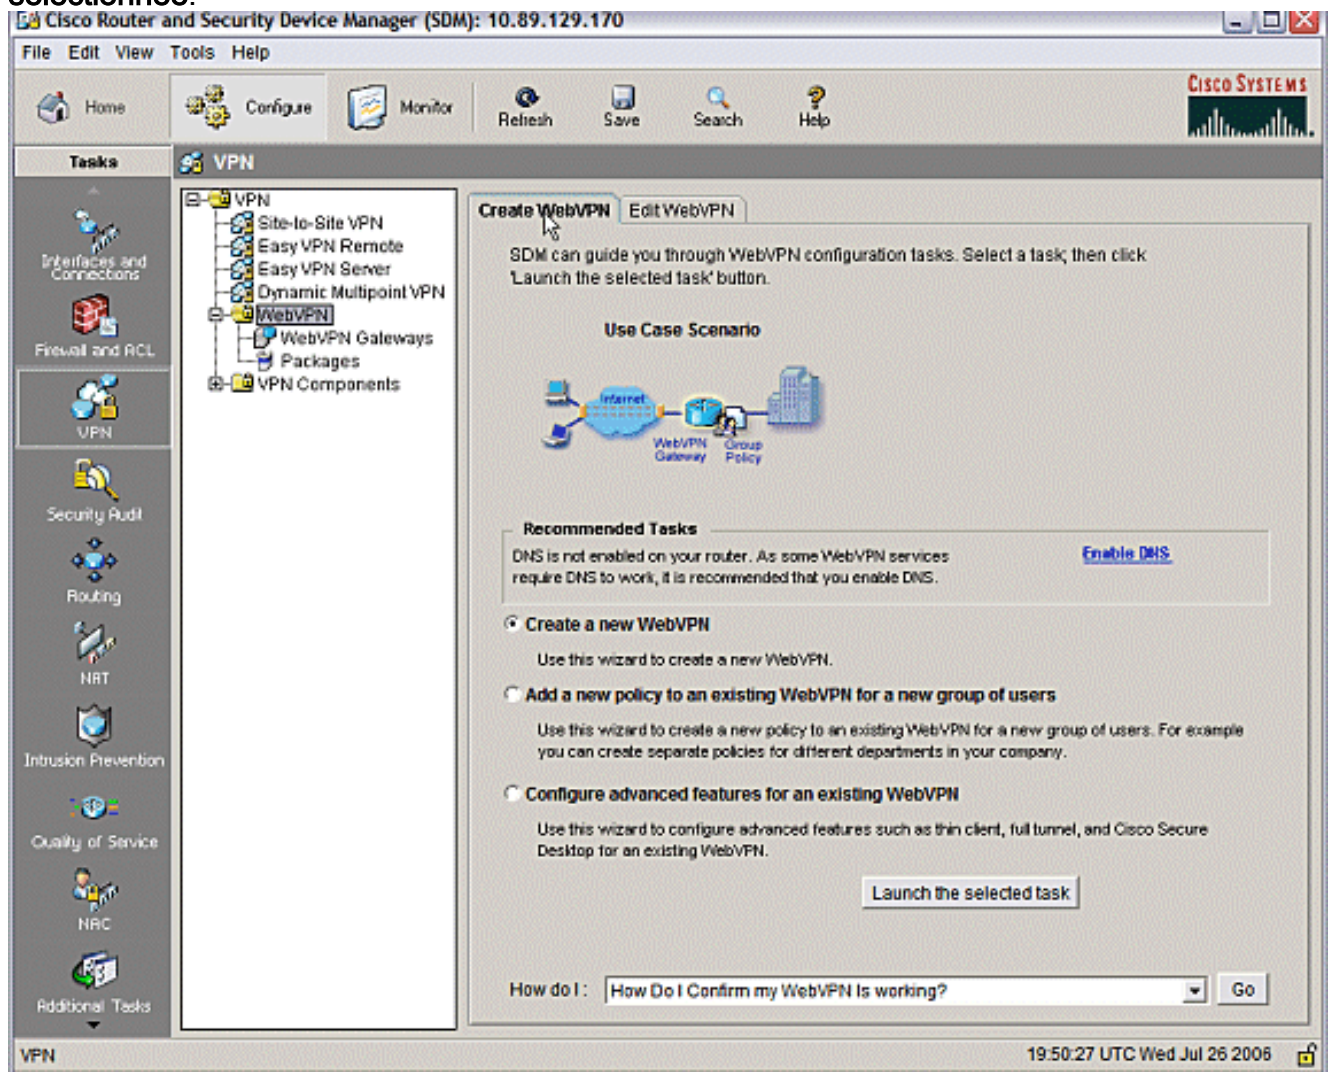 sélectionnée.
Cisco Router and Security Device Manager (SDM): 10.89.129.170
File Edit View Tools Help
Home
Configure
Monitor
Refresh
Save
Search
Help
CISCO SYSTEMS
Tasks
VPN
Interfaces and
Connections
Firewall and ACL
VPN
Security Audit
Routing
NAT
Intrusion Prevention
Quality of Service
NAC
Additional Tasks
VPN
Site-to-Site VPN
Easy VPN Remote
Easy VPN Server
Dynamic Multipoint VPN
WebVPN
WebVPN Gateways
Packages
VPN Components
Create WebVPN
Edit WebVPN
SDM can guide you through WebVPN configuration tasks. Select a task; then click
'Launch the selected task' button.
Use Case Scenario
Internet
WebVPN
Gateway
Group
Policy
Recommended Tasks
DNS is not enabled on your router. As some WebVPN services
require DNS to work, it is recommended that you enable DNS.
Enable DNS
Create a new WebVPN
Use this wizard to create a new WebVPN.
Add a new policy to an existing WebVPN for a new group of users
Use this wizard to create a new policy to an existing WebVPN for a new group of users. For example
you can create separate policies for different departments in your company.
Configure advanced features for an existing WebVPN
Use this wizard to configure advanced features such as thin client, full tunnel, and Cisco Secure
Desktop for an existing WebVPN.
Launch the selected task
How do I :
How Do I Confirm my WebVPN Is working?
Go
VPN
19:50:27 UTC Wed Jul 26 2006